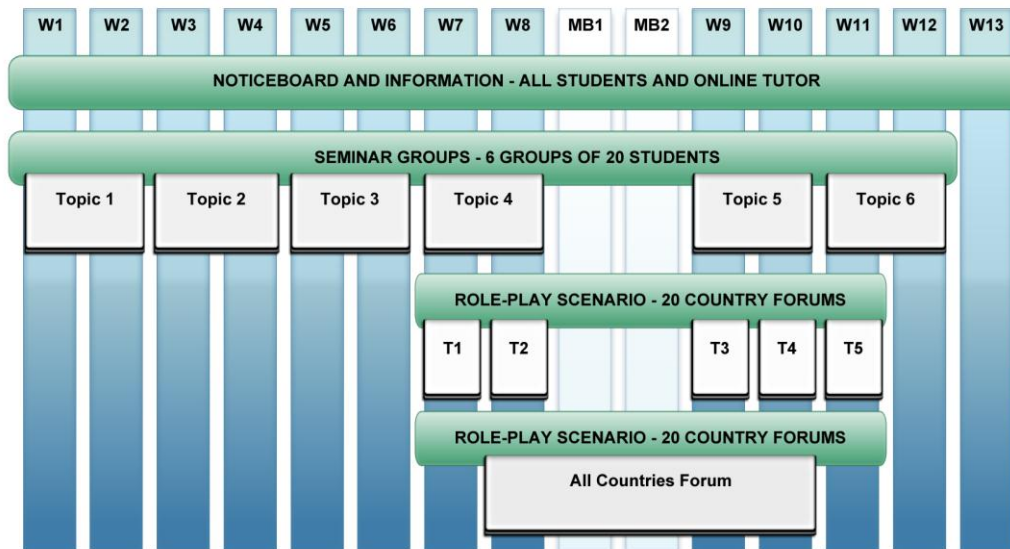 W1 W2 W3 W4 W5 W6 W7 W8 MB1 MB2 W9 W10 W11 W12 W13
NOTICEBOARD AND INFORMATION - ALL STUDENTS AND ONLINE TUTOR
SEMINAR GROUPS - 6 GROUPS OF 20 STUDENTS
Topic 1 Topic 2 Topic 3 Topic 4 Topic 5 Topic 6
ROLE-PLAY SCENARIO - 20 COUNTRY FORUMS
T1 T2 T3 T4 T5
ROLE-PLAY SCENARIO - 20 COUNTRY FORUMS
All Countries Forum